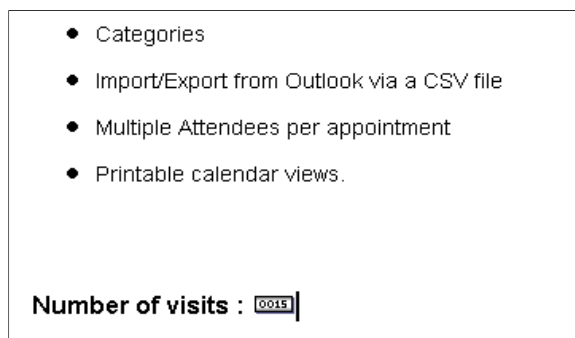 Categories
Import/Export from Outlook via a CSV file
Multiple Attendees per appointment
Printable calendar views.
Number of visits : 0015